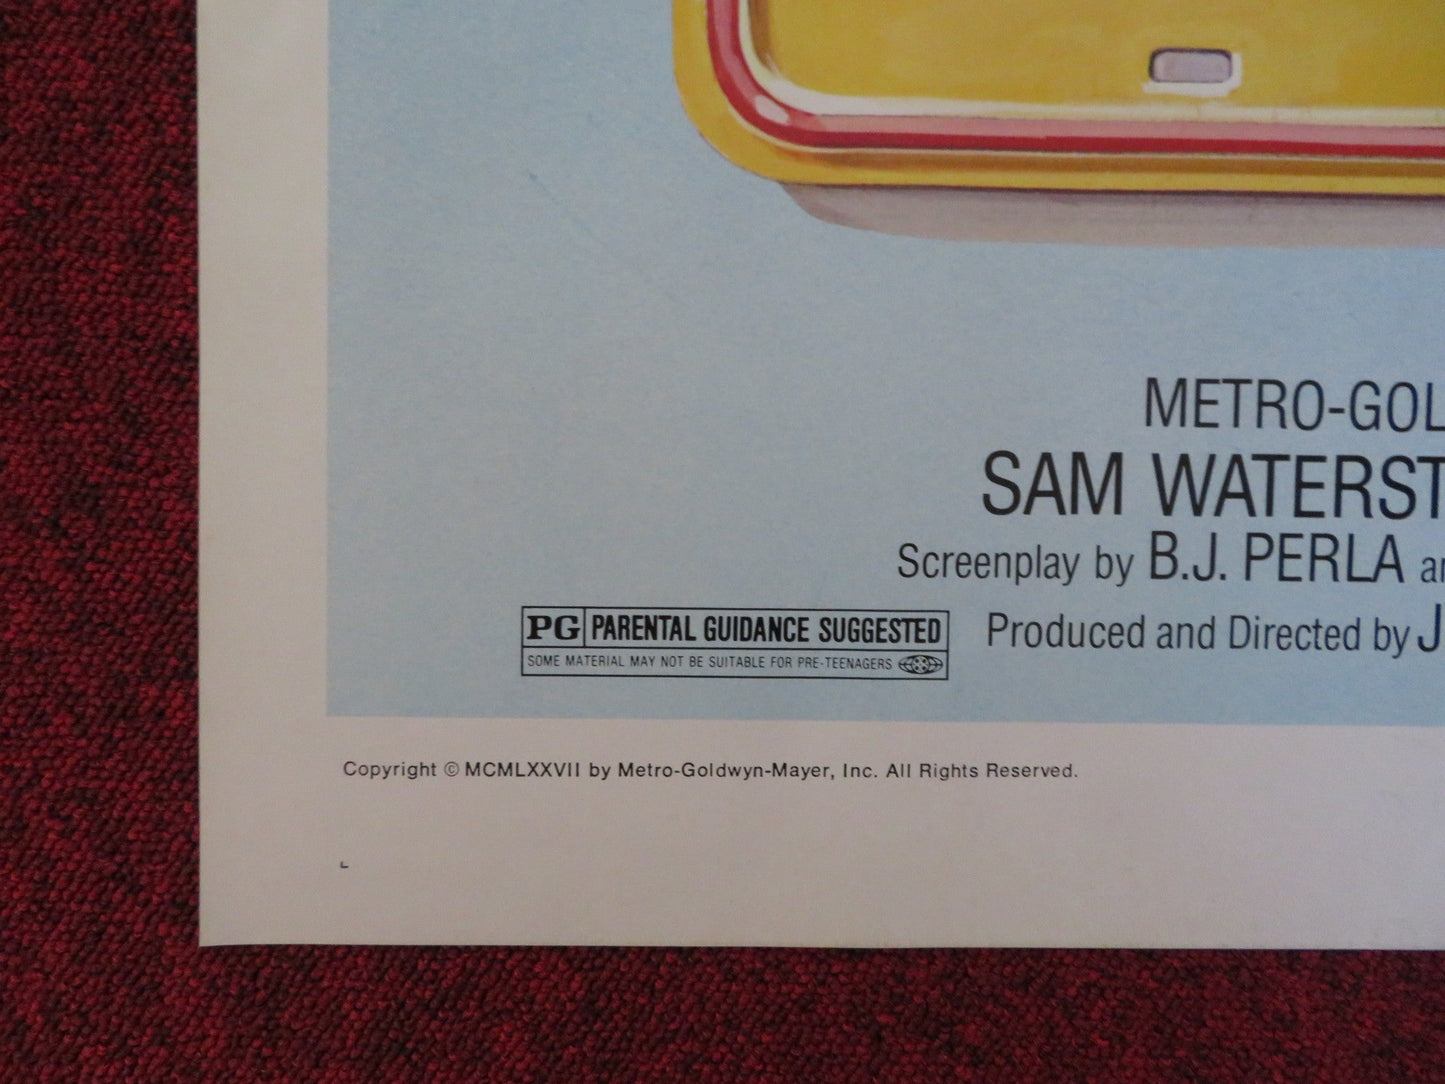 METRO-GOL
SAM WATERST
Screenplay by B.J. PERLA an
PG PARENTAL GUIDANCE SUGGESTED
SOME MATERIAL MAY NOT BE SUITABLE FOR PRE-TEENAGERS
Produced and Directed by J
Copyright © MCMLXXVII by Metro-Goldwyn-Mayer, Inc. All Rights Reserved.